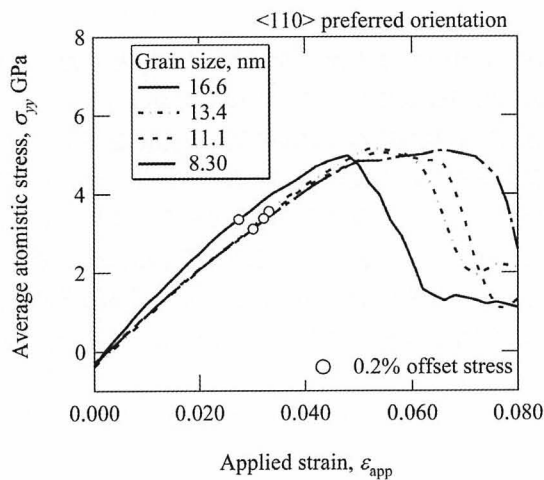 <110> preferred orientation
8
Grain size, nm
16.6
13.4
11.1
8.30
6
4
2
0
Average atomistic stress, σyy GPa
0.2% offset stress
0.000 0.020 0.040 0.060 0.080
Applied strain, εapp